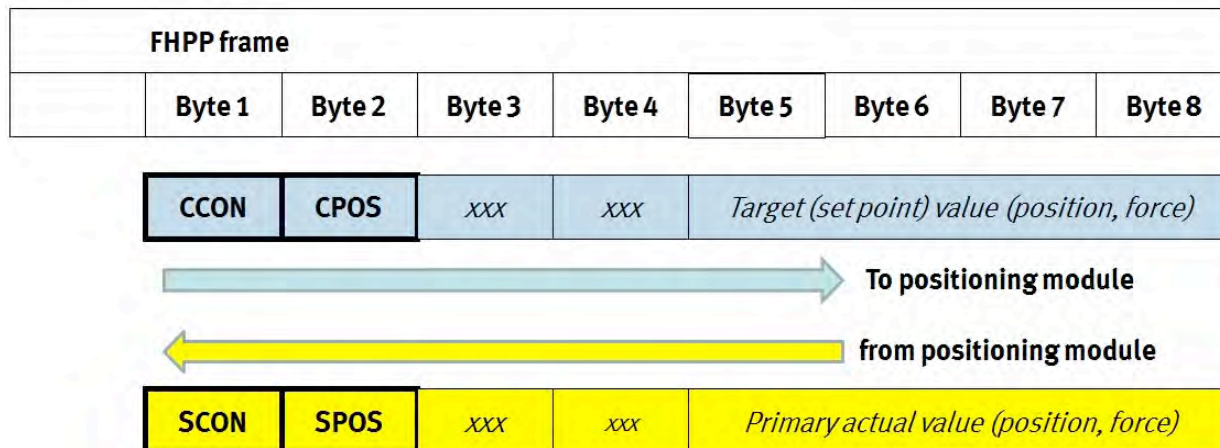 FHPP frame
Byte 1 Byte 2 Byte 3 Byte 4 Byte 5 Byte 6 Byte 7 Byte 8
CCON CPOS xxx xxx Target (set point) value (position, force)
To positioning module
from positioning module
SCON SPOS xxx xxx Primary actual value (position, force)